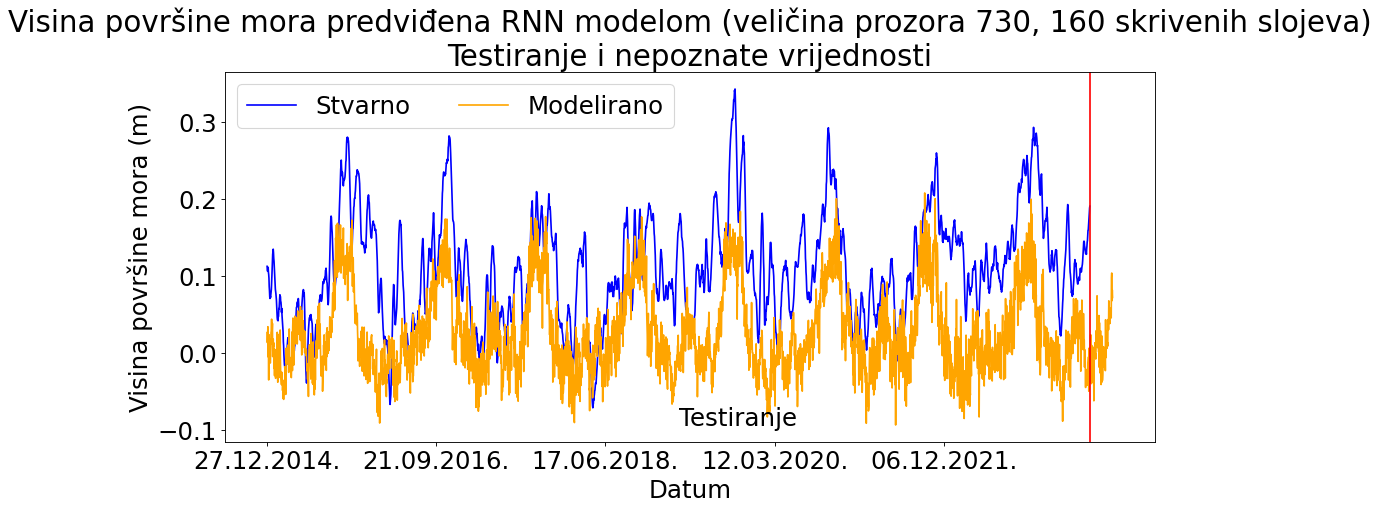 Visina površine mora predviđena RNN modelom (veličina prozora 730, 160 skrivenih slojeva)
Testiranje i nepoznate vrijednosti
Stvarno
Modelirano
Visina površine mora (m)
0.3
0.2
0.1
0.0
−0.1
Testiranje
27.12.2014.
21.09.2016.
17.06.2018.
12.03.2020.
06.12.2021.
Datum